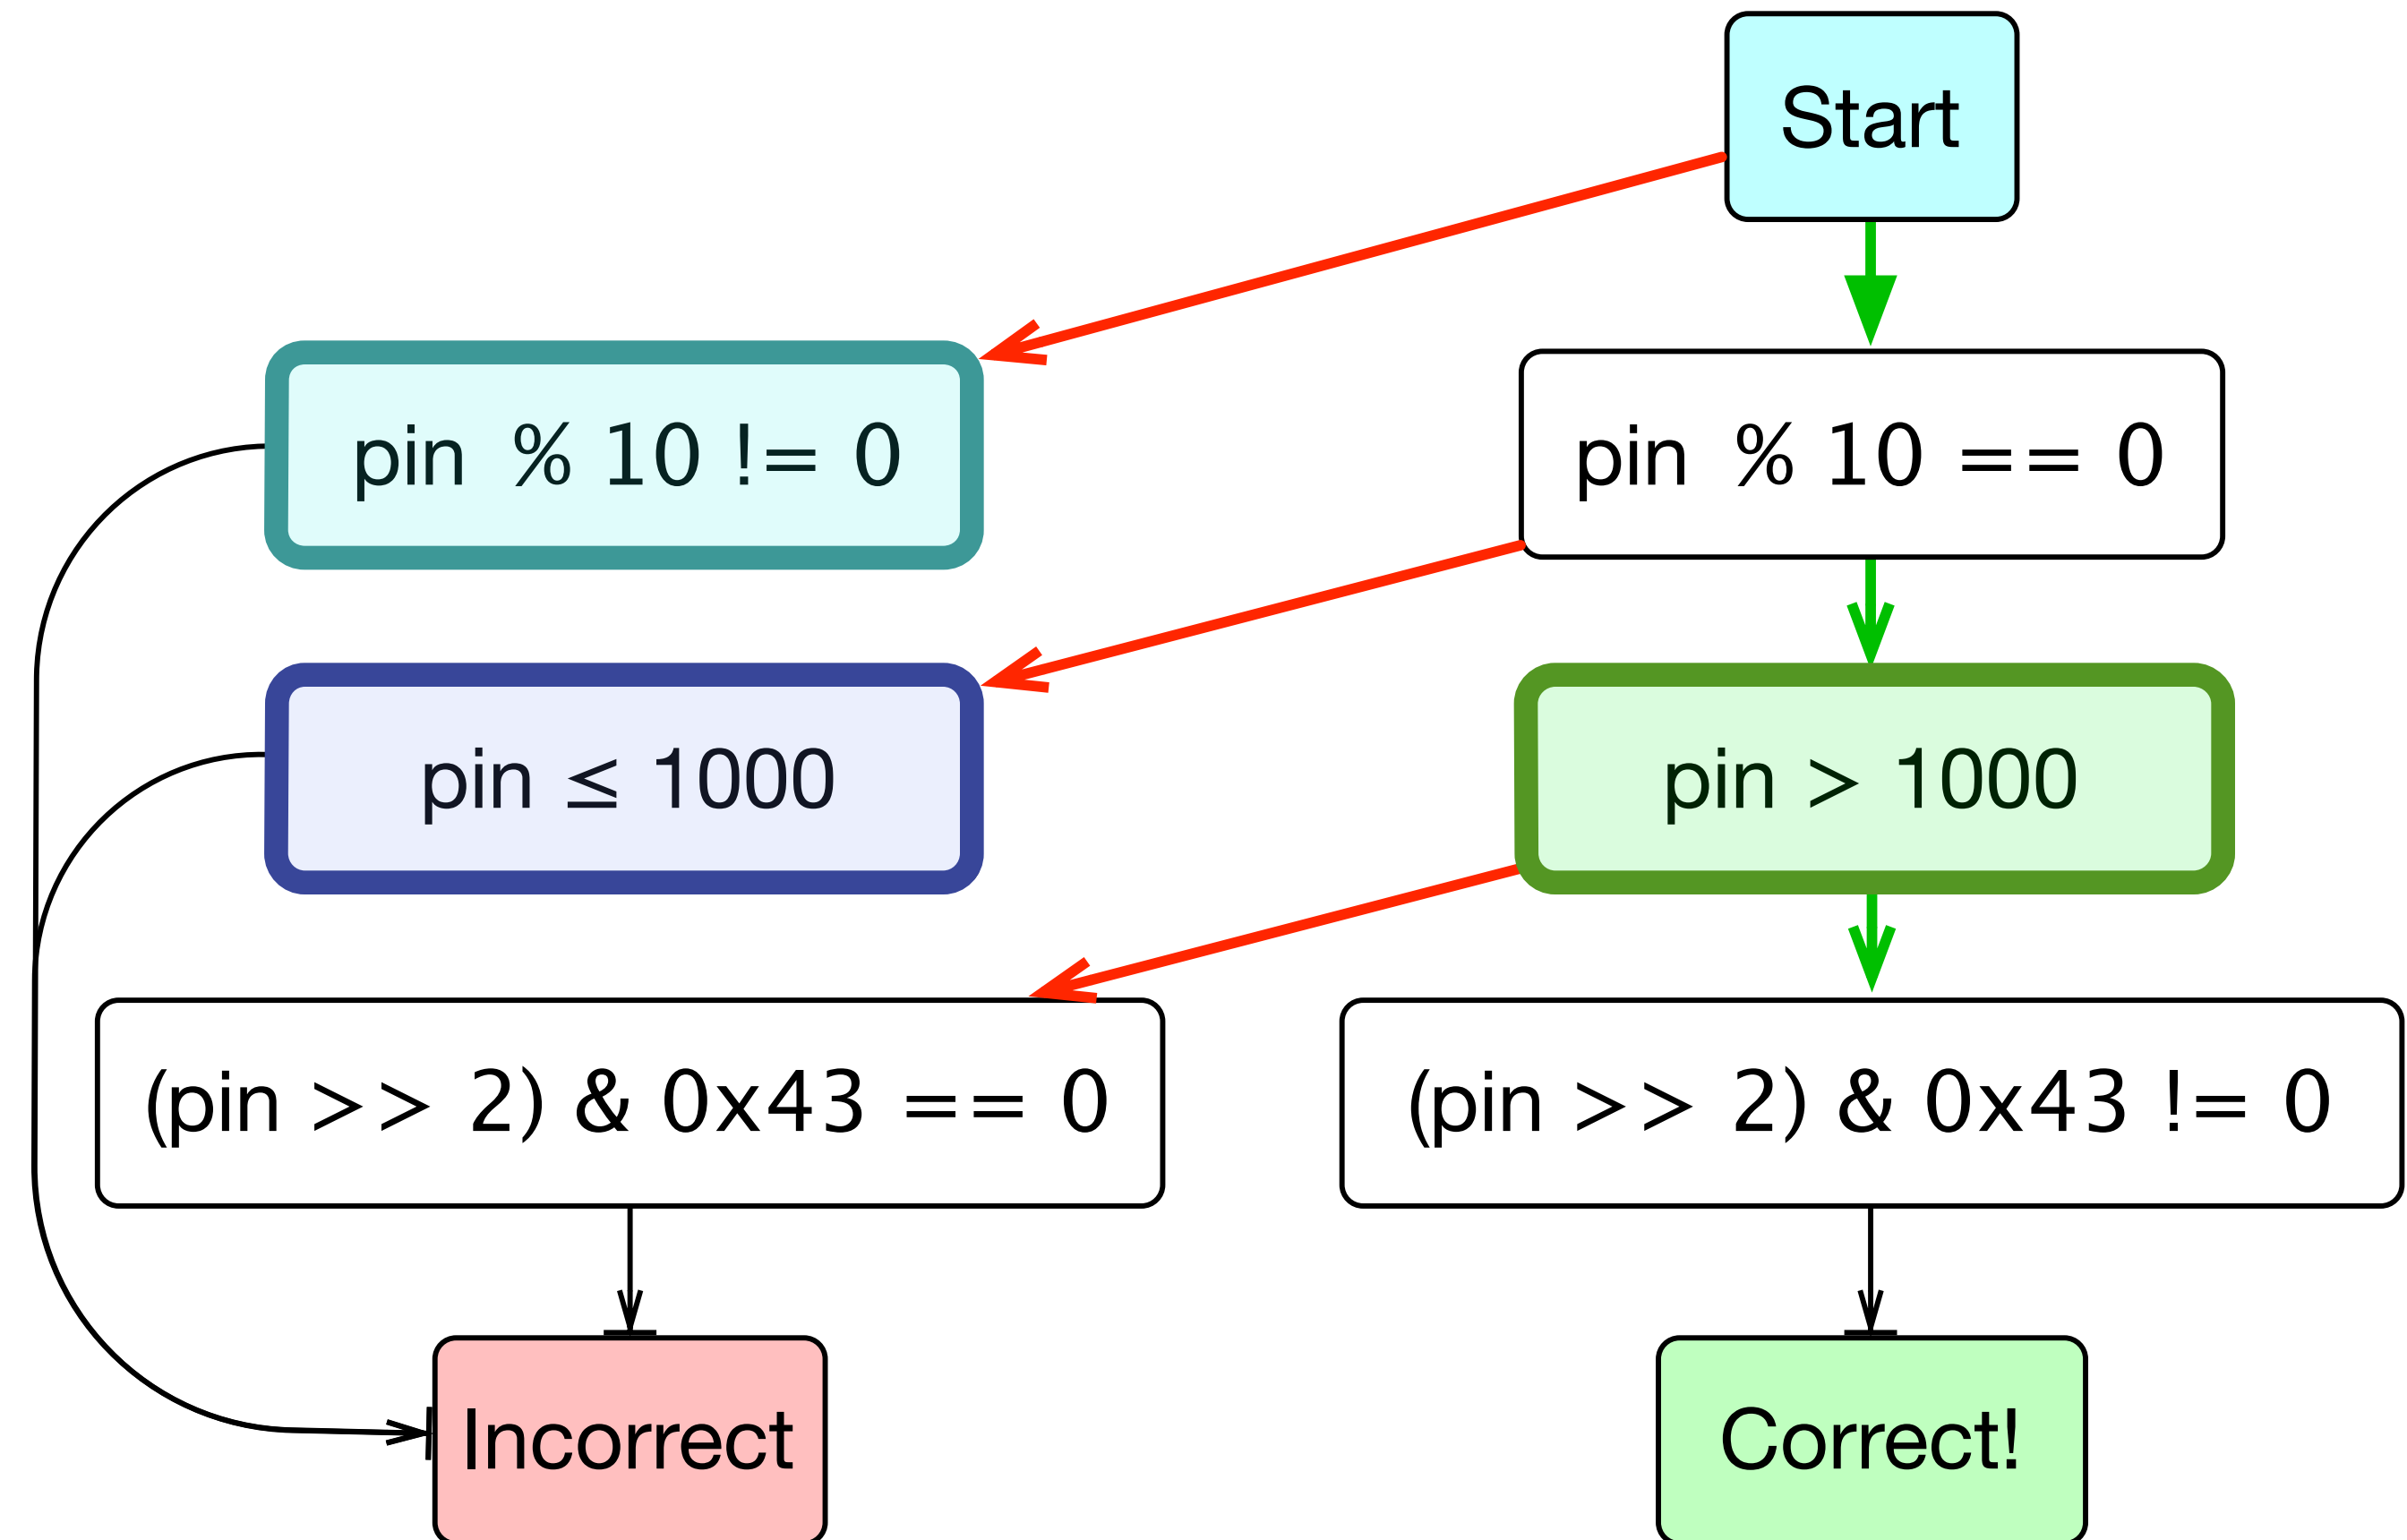 Start
pin % 10 != 0
pin % 10 == 0
pin ≤ 1000
pin > 1000
(pin >> 2) & 0x43 == 0
(pin >> 2) & 0x43 != 0
Incorrect
Correct!